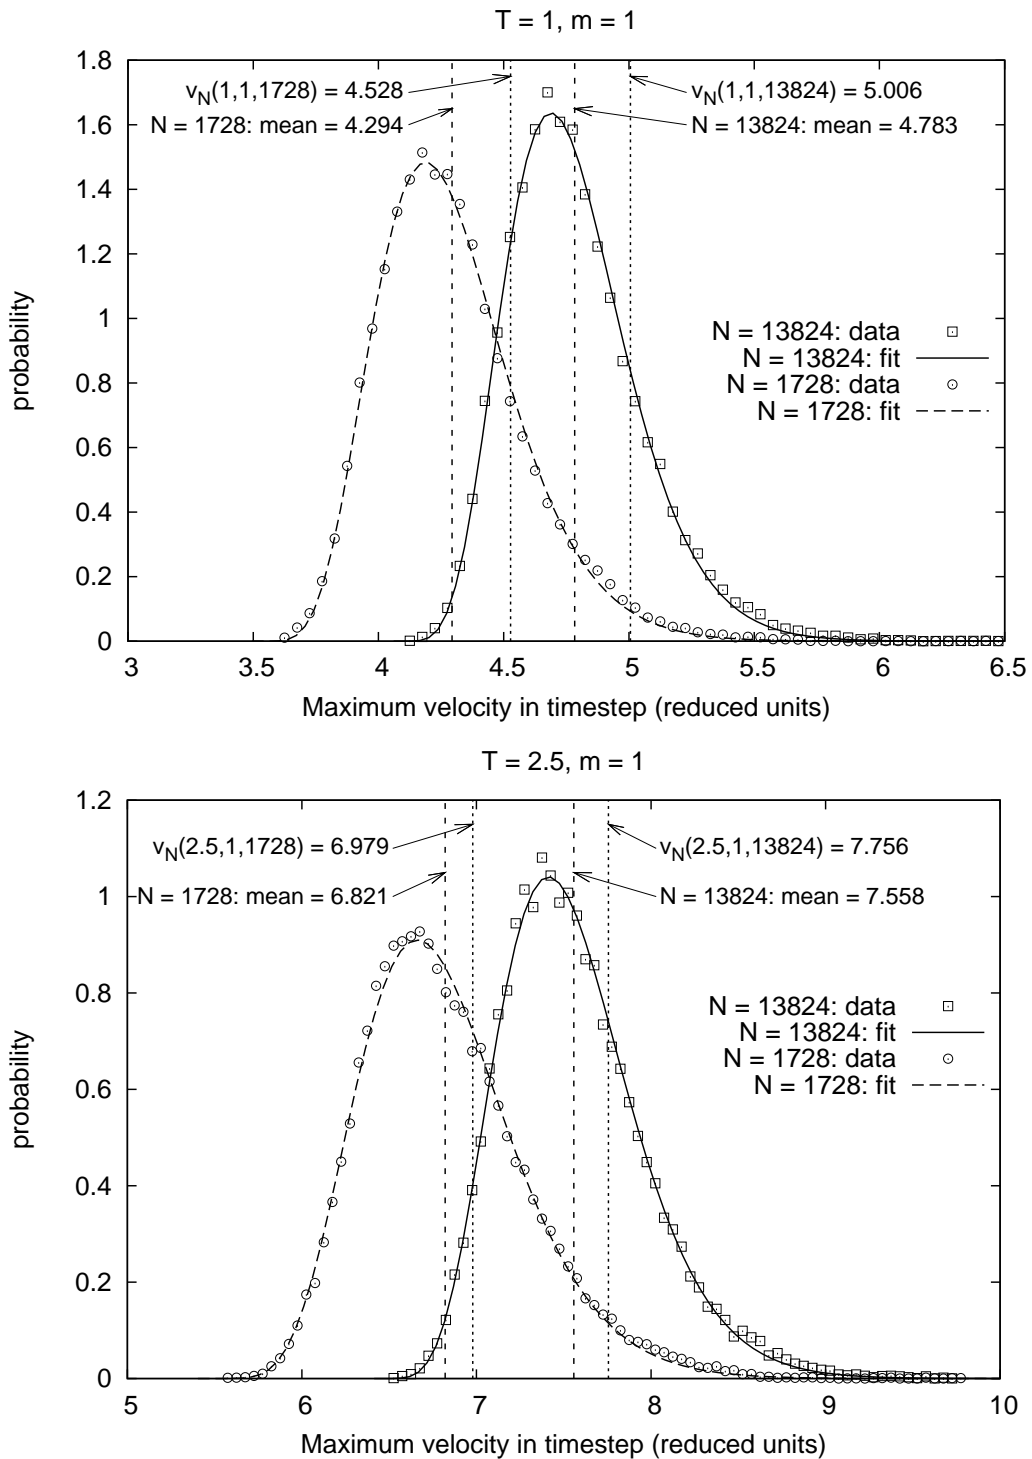 T = 1, m = 1
1.8
1.6
1.4
1.2
1
0.8
0.6
0.4
0.2
0
probability
v_N(1,1,1728) = 4.528
N = 1728: mean = 4.294
v_N(1,1,13824) = 5.006
N = 13824: mean = 4.783
N = 13824: data
N = 13824: fit
N = 1728: data
N = 1728: fit
3 3.5 4 4.5 5 5.5 6 6.5
Maximum velocity in timestep (reduced units)
T = 2.5, m = 1
1.2
1
0.8
0.6
0.4
0.2
0
probability
v_N(2.5,1,1728) = 6.979
N = 1728: mean = 6.821
v_N(2.5,1,13824) = 7.756
N = 13824: mean = 7.558
N = 13824: data
N = 13824: fit
N = 1728: data
N = 1728: fit
5 6 7 8 9 10
Maximum velocity in timestep (reduced units)